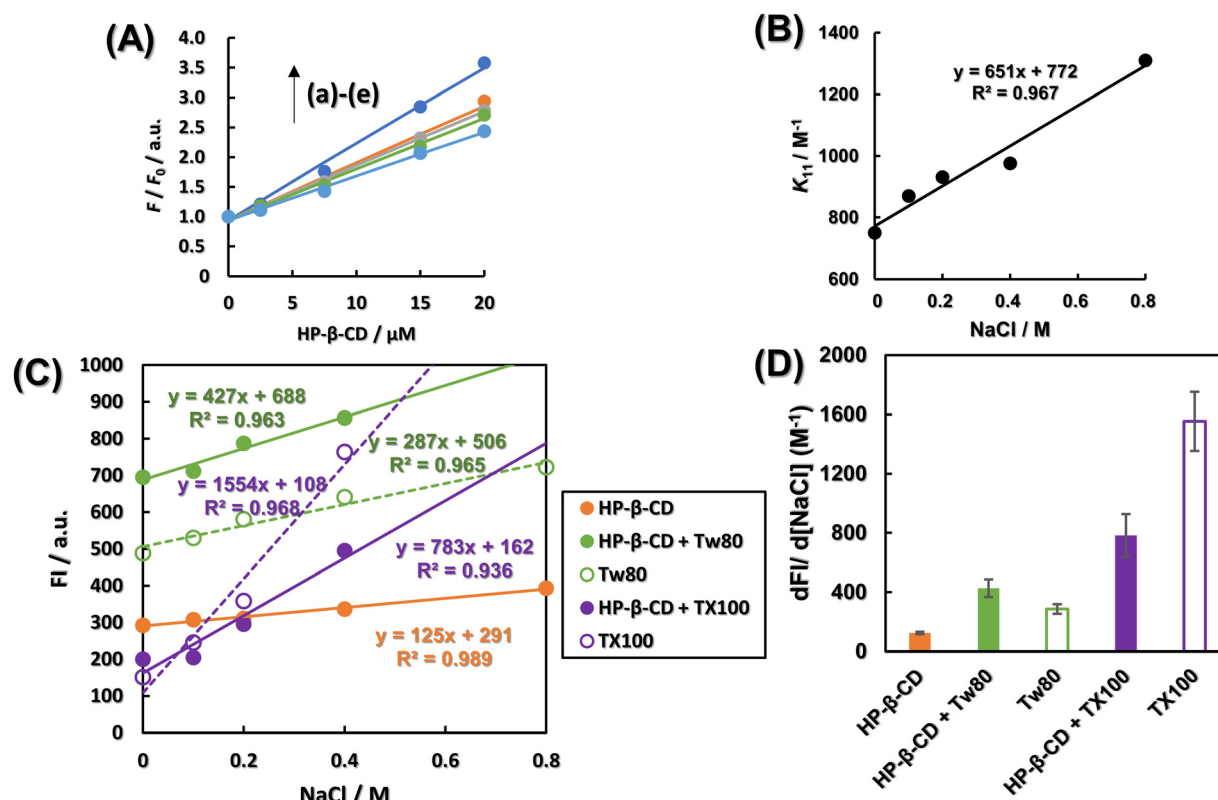 (A)
4.0
3.5
3.0
2.5
2.0
1.5
1.0
0.5
0
F / F₀ / a.u.
(a)-(e)
0 5 10 15 20
HP-β-CD / μM
(B)
1400
1200
1000
800
600
K₁₁ / M⁻¹
y = 651x + 772
R² = 0.967
0 0.2 0.4 0.6 0.8
NaCl / M
(C)
1000
900
800
700
600
500
400
300
200
100
0
FI / a.u.
y = 427x + 688
R² = 0.963
y = 287x + 506
R² = 0.965
y = 1554x + 108
R² = 0.968
y = 783x + 162
R² = 0.936
y = 125x + 291
R² = 0.989
0 0.2 0.4 0.6 0.8
NaCl / M
HP-β-CD
HP-β-CD + Tw80
Tw80
HP-β-CD + TX100
TX100
(D)
2000
1600
1200
800
400
0
dFI/ d[NaCl] (M⁻¹)
HP-β-CD
HP-β-CD + Tw80
Tw80
HP-β-CD + TX100
TX100